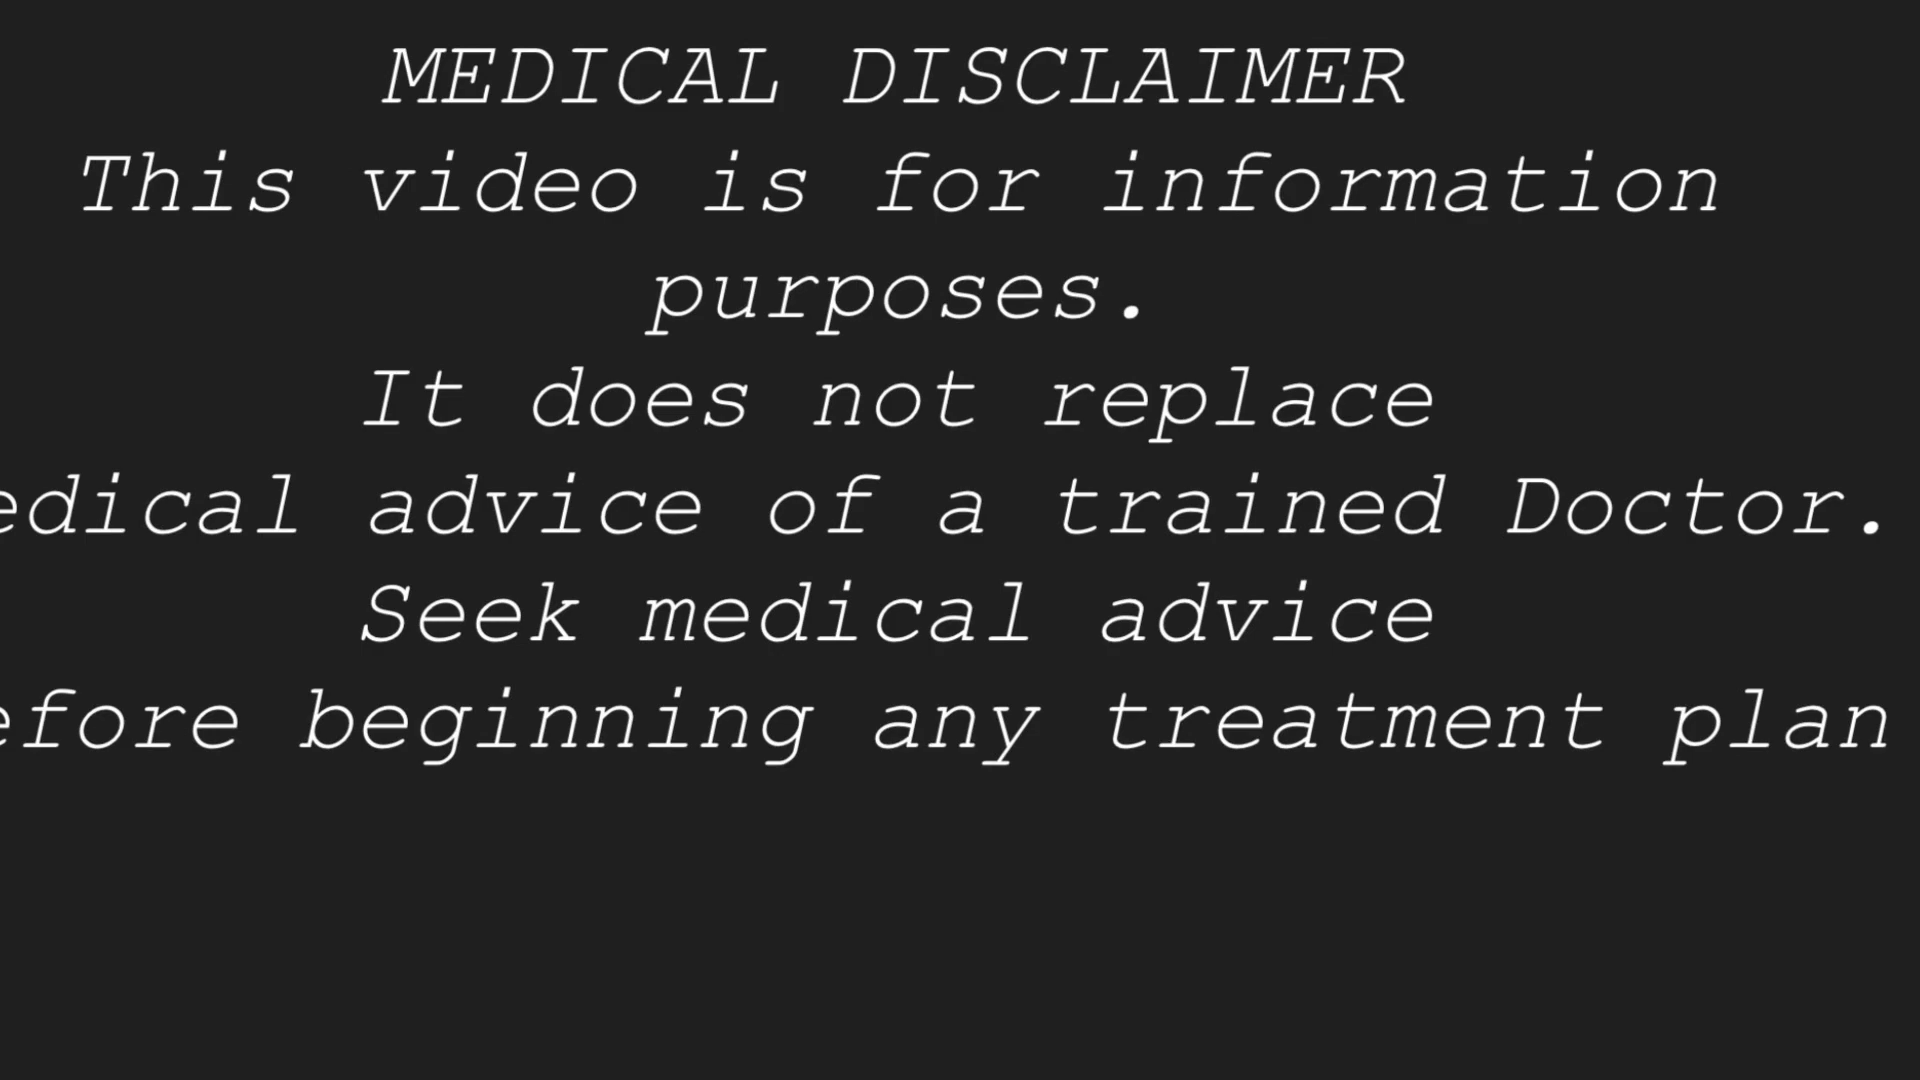 MEDICAL DISCLAIMER
This video is for information
purposes.
It does not replace
edical advice of a trained Doctor.
Seek medical advice
efore beginning any treatment plan